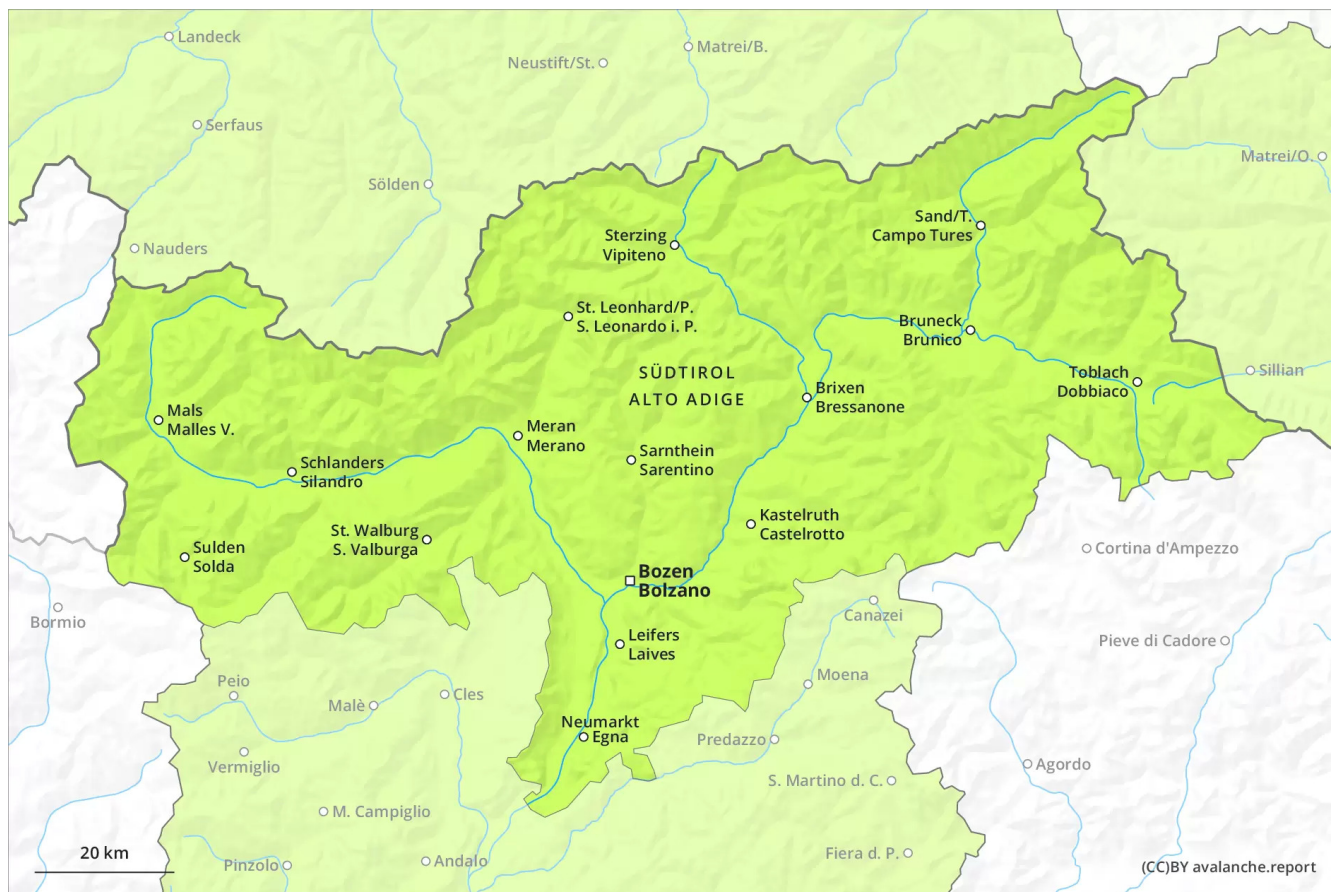 Landeck
Matrei/B.
Neustift/St.
Serfaus
Matrei/O.
Sölden
Sand/T.
Campo Tures
Sterzing
Vipiteno
Nauders
St. Leonhard/P.
S. Leonardo i. P.
Bruneck
Brunico
SÜDTIROL
ALTO ADIGE
Toblach
Dobbiaco
Sillian
Brixen
Bressanone
Mals
Malles V.
Meran
Merano
Sarnthein
Sarentino
Schlanders
Silandro
Kastelruth
Castelrotto
St. Walburg
S. Valburga
Sulden
Solda
Cortina d'Ampezzo
Bozen
Bolzano
Bormio
Canazei
Leifers
Laives
Pieve di Cadore
Moena
Peio
Cles
Malè
Neumarkt
Egna
Predazzo
Vermiglio
Agordo
S. Martino d. C.
M. Campiglio
20 km
Pinzolo
Andalo
Fiera d. P.
(CC)BY avalanche.report